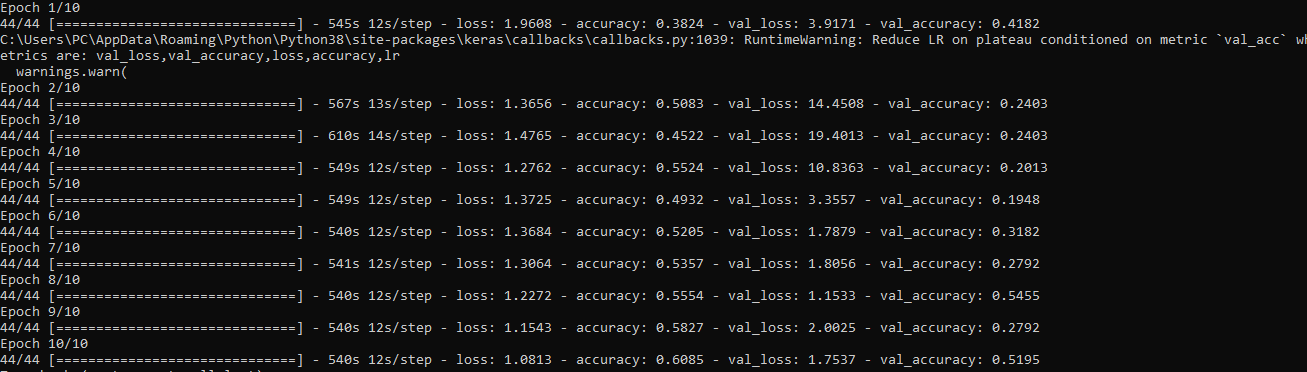 Epoch 1/10
44/44 [==============================] - 545s 12s/step - loss: 1.9608 - accuracy: 0.3824 - val_loss: 3.9171 - val_accuracy: 0.4182
C:\Users\PC\AppData\Roaming\Python\Python38\site-packages\keras\callbacks\callbacks.py:1039: RuntimeWarning: Reduce LR on plateau conditioned on metric `val_acc` wh
etrics are: val_loss,val_accuracy,loss,accuracy,lr
  warnings.warn(
Epoch 2/10
44/44 [==============================] - 567s 13s/step - loss: 1.3656 - accuracy: 0.5083 - val_loss: 14.4508 - val_accuracy: 0.2403
Epoch 3/10
44/44 [==============================] - 610s 14s/step - loss: 1.4765 - accuracy: 0.4522 - val_loss: 19.4013 - val_accuracy: 0.2403
Epoch 4/10
44/44 [==============================] - 549s 12s/step - loss: 1.2762 - accuracy: 0.5524 - val_loss: 10.8363 - val_accuracy: 0.2013
Epoch 5/10
44/44 [==============================] - 549s 12s/step - loss: 1.3725 - accuracy: 0.4932 - val_loss: 3.3557 - val_accuracy: 0.1948
Epoch 6/10
44/44 [==============================] - 540s 12s/step - loss: 1.3684 - accuracy: 0.5205 - val_loss: 1.7879 - val_accuracy: 0.3182
Epoch 7/10
44/44 [==============================] - 541s 12s/step - loss: 1.3064 - accuracy: 0.5357 - val_loss: 1.8056 - val_accuracy: 0.2792
Epoch 8/10
44/44 [==============================] - 540s 12s/step - loss: 1.2272 - accuracy: 0.5554 - val_loss: 1.1533 - val_accuracy: 0.5455
Epoch 9/10
44/44 [==============================] - 540s 12s/step - loss: 1.1543 - accuracy: 0.5827 - val_loss: 2.0025 - val_accuracy: 0.2792
Epoch 10/10
44/44 [==============================] - 540s 12s/step - loss: 1.0813 - accuracy: 0.6085 - val_loss: 1.7537 - val_accuracy: 0.5195